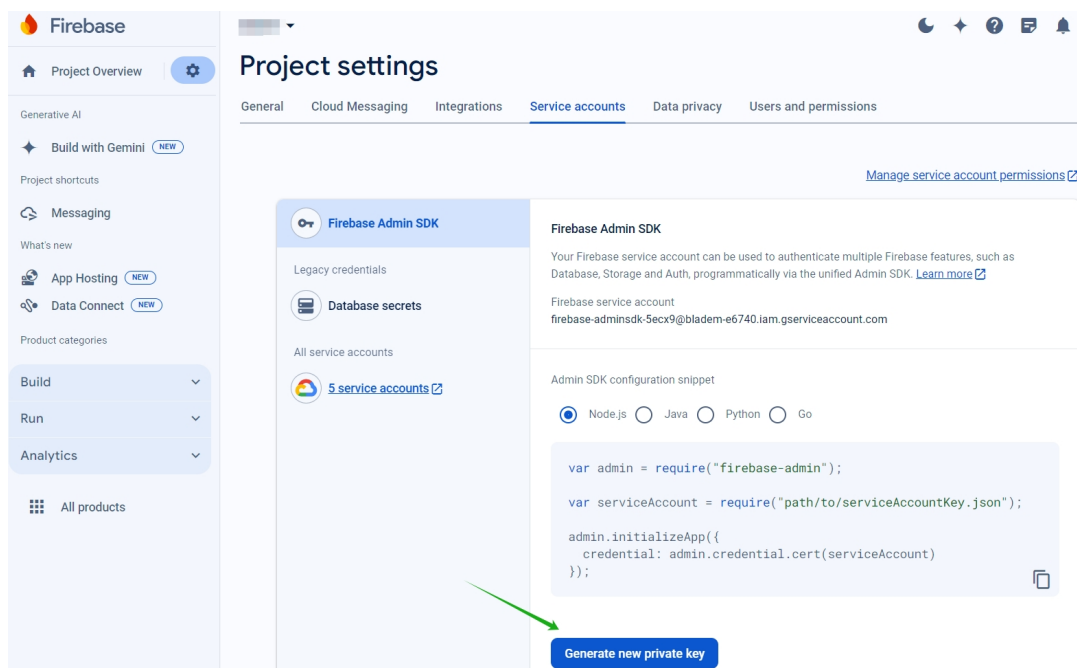 Firebase
Project Overview
Generative AI
Build with Gemini NEW
Project shortcuts
Messaging
What's new
App Hosting NEW
Data Connect NEW
Product categories
Build
Run
Analytics
All products
Project settings
General Cloud Messaging Integrations Service accounts Data privacy Users and permissions
Manage service account permissions
Firebase Admin SDK
Legacy credentials
Database secrets
All service accounts
5 service accounts
Firebase Admin SDK
Your Firebase service account can be used to authenticate multiple Firebase features, such as
Database, Storage and Auth, programmatically via the unified Admin SDK. Learn more
Firebase service account
firebase-adminsdk-5ecx9@bladem-e6740.iam.gserviceaccount.com
Admin SDK configuration snippet
Node.js Java Python Go
var admin = require("firebase-admin");
var serviceAccount = require("path/to/serviceAccountKey.json");
admin.initializeApp({
credential: admin.credential.cert(serviceAccount)
});
Generate new private key